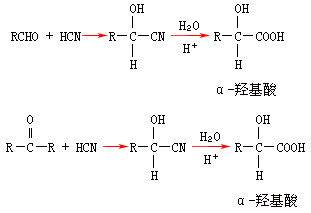 OH OH
RCHO + HCN R—C—CN H₂O R—C—COOH
H⁺
H H
α-羟基酸
O OH OH
R—C—R + HCN R—C—CN H₂O R—C—COOH
H⁺
H H
α-羟基酸